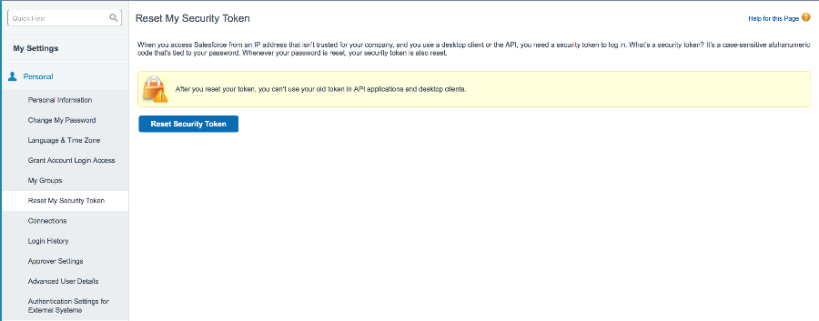 Quick Find
Reset My Security Token
Help for this Page
My Settings
When you access Salesforce from an IP address that isn't trusted for your company, and you use a desktop client or the API, you need a security token to log in. What's a security token? It's a case-sensitive alphanumeric
code that's tied to your password. Whenever your password is reset, your security token is also reset.
Personal
After you reset your token, you can't use your old token in API applications and desktop clients.
Personal Information
Change My Password
Reset Security Token
Language & Time Zone
Grant Account Login Access
My Groups
Reset My Security Token
Connections
Login History
Approver Settings
Advanced User Details
Authentication Settings for
External Systems